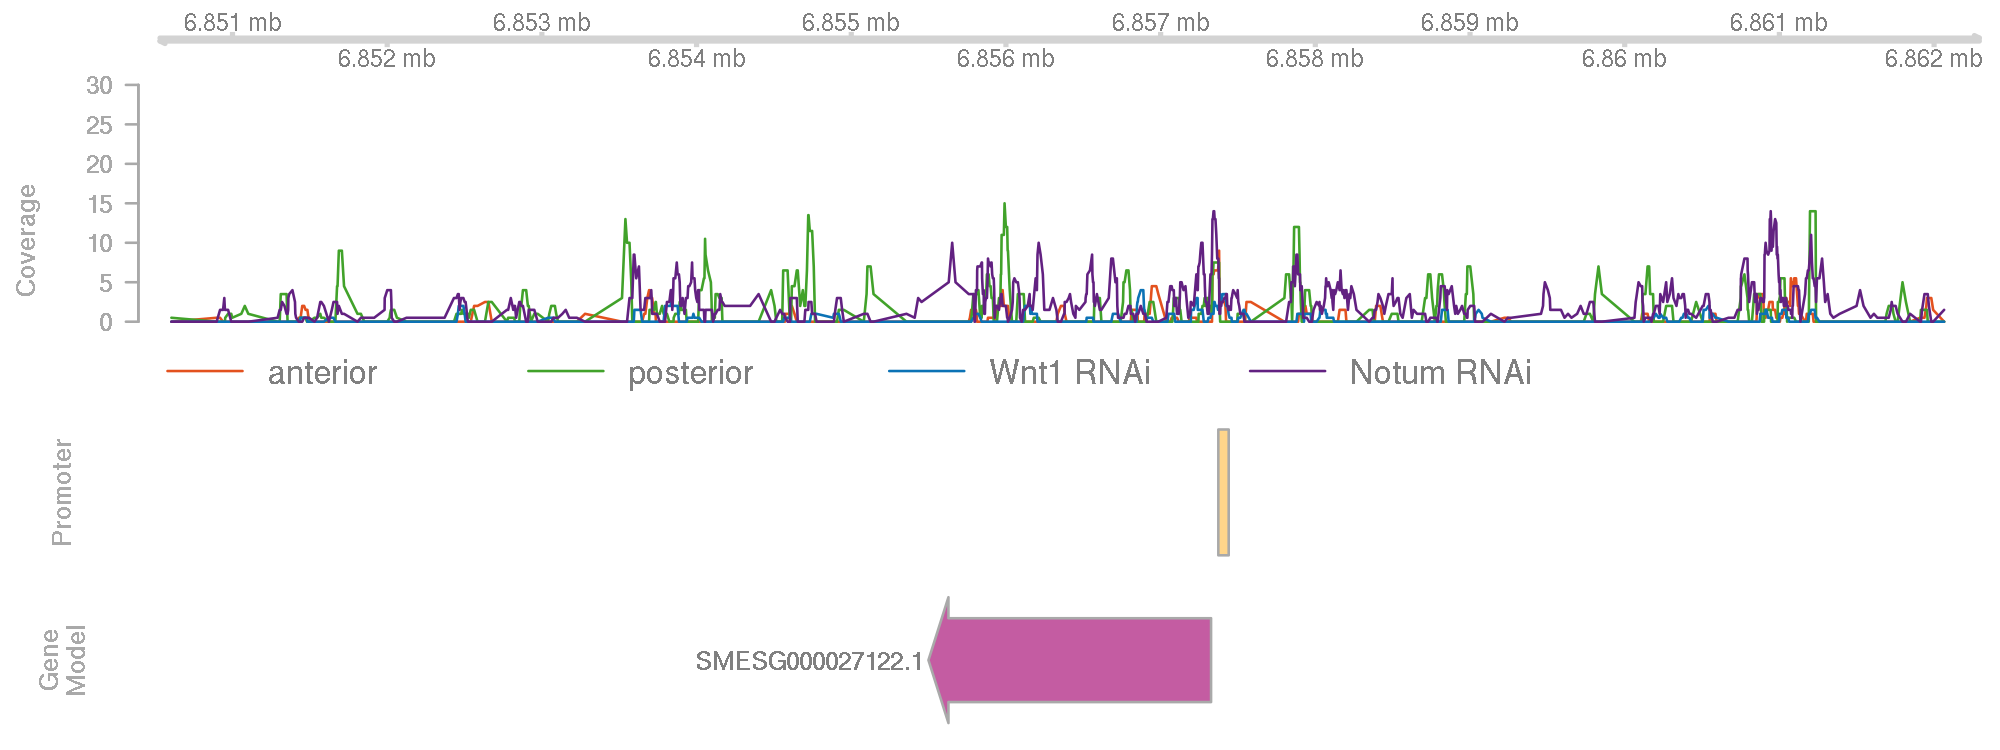 6.851 mb 6.853 mb 6.855 mb 6.857 mb 6.859 mb 6.861 mb
6.852 mb 6.854 mb 6.856 mb 6.858 mb 6.86 mb 6.862 mb
30
25
20
15
10
5
0
Coverage
anterior posterior Wnt1 RNAi Notum RNAi
Promoter
Gene
Model
SMESG000027122.1